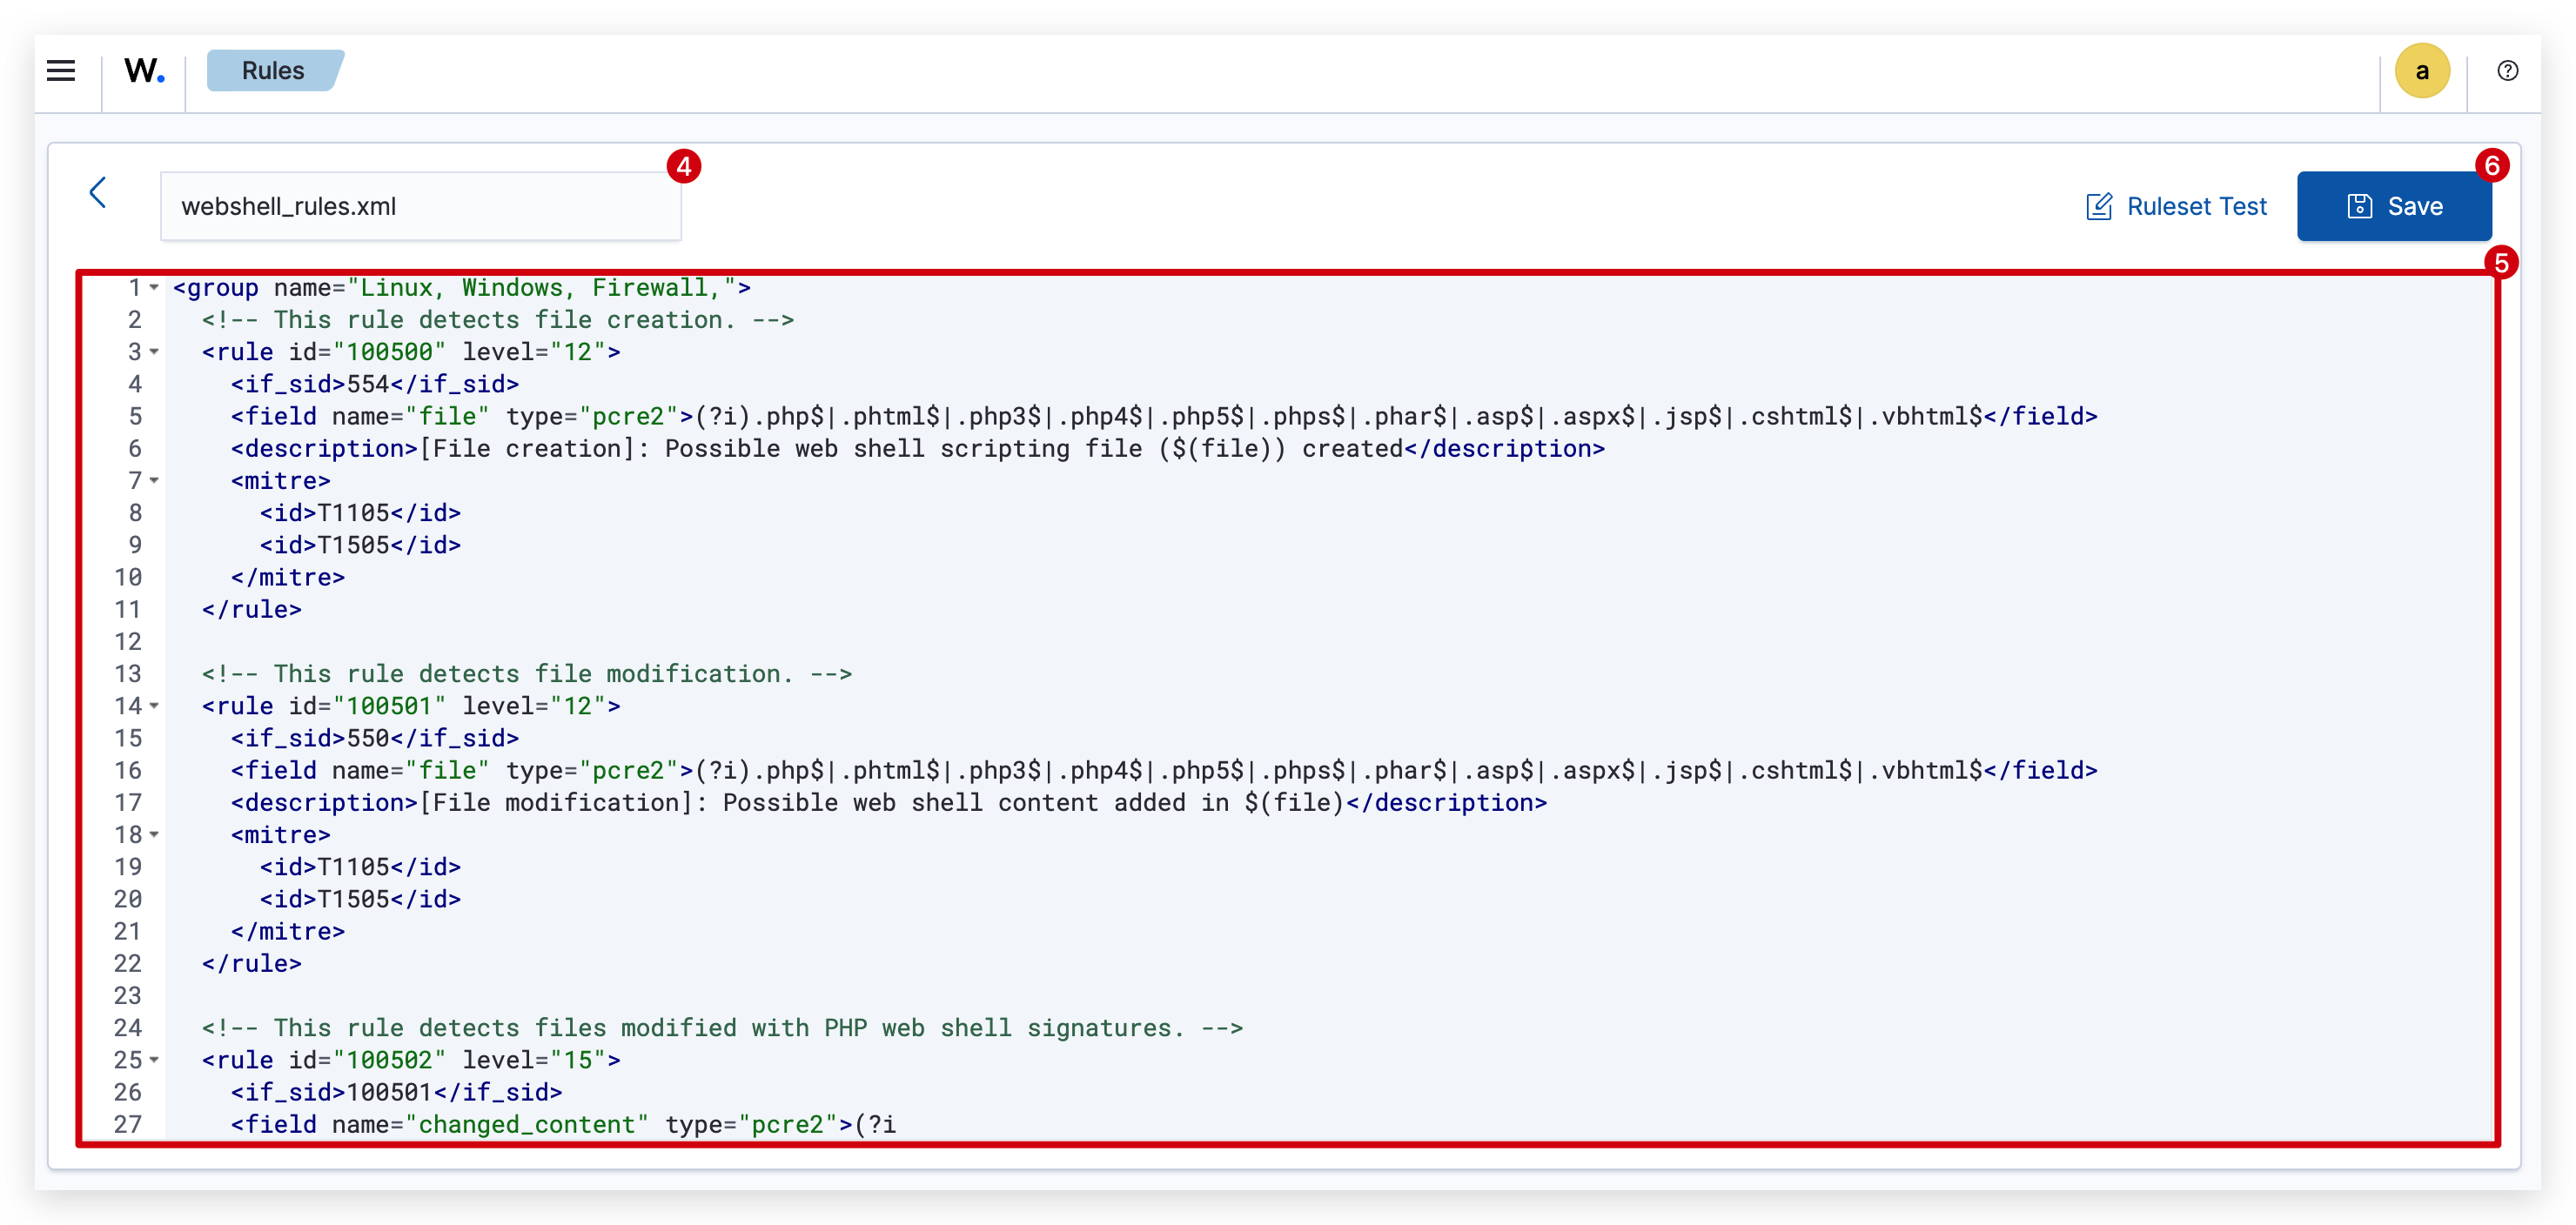 W. Rules a
4
6
webshell_rules.xml Ruleset Test Save
5
1 <group name="Linux, Windows, Firewall,">
2   <!-- This rule detects file creation. -->
3   <rule id="100500" level="12">
4     <if_sid>554</if_sid>
5     <field name="file" type="pcre2">(?i).php$|.phtml$|.php3$|.php4$|.php5$|.phps$|.phar$|.asp$|.aspx$|.jsp$|.cshtml$|.vbhtml$</field>
6     <description>[File creation]: Possible web shell scripting file ($(file)) created</description>
7     <mitre>
8       <id>T1105</id>
9       <id>T1505</id>
10     </mitre>
11   </rule>
12
13   <!-- This rule detects file modification. -->
14   <rule id="100501" level="12">
15     <if_sid>550</if_sid>
16     <field name="file" type="pcre2">(?i).php$|.phtml$|.php3$|.php4$|.php5$|.phps$|.phar$|.asp$|.aspx$|.jsp$|.cshtml$|.vbhtml$</field>
17     <description>[File modification]: Possible web shell content added in $(file)</description>
18     <mitre>
19       <id>T1105</id>
20       <id>T1505</id>
21     </mitre>
22   </rule>
23
24   <!-- This rule detects files modified with PHP web shell signatures. -->
25   <rule id="100502" level="15">
26     <if_sid>100501</if_sid>
27     <field name="changed_content" type="pcre2">(?i